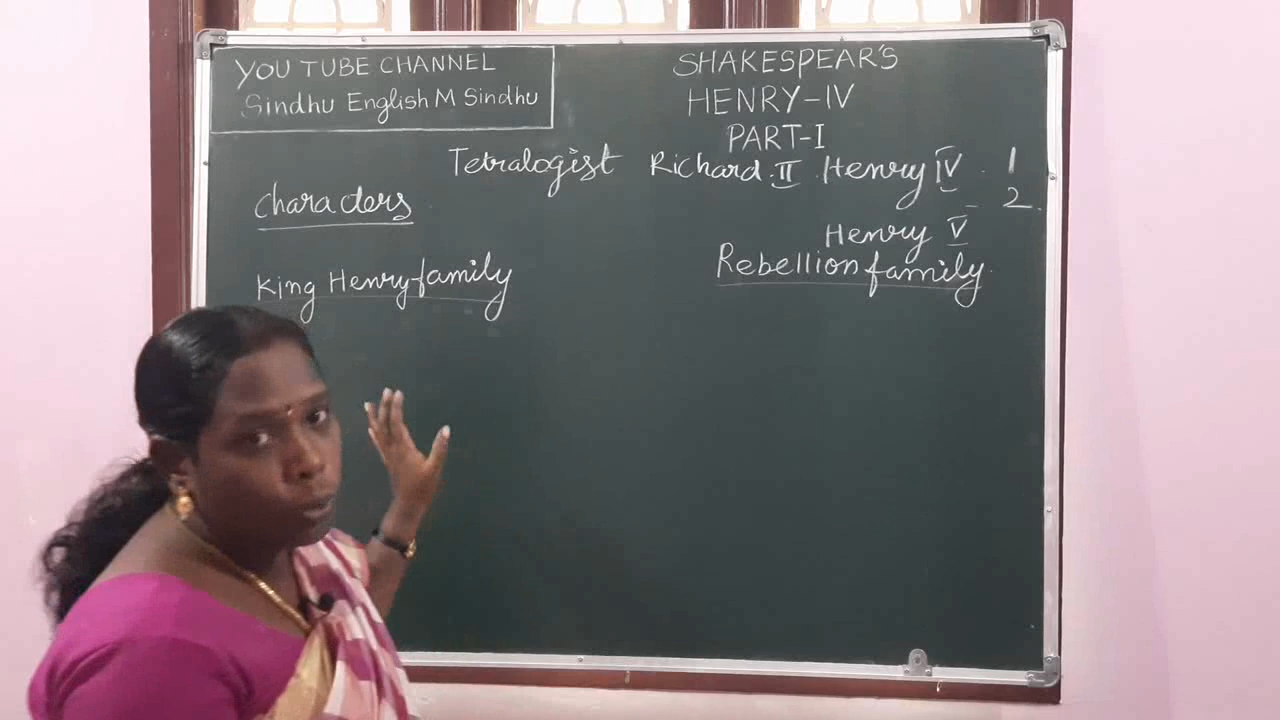 YOU TUBE CHANNEL
Sindhu English M Sindhu
SHAKESPEAR'S
HENRY-IV
PART-I
Tetralogist Richard.II Henry IV. 1
- 2.
Henry V
Characters
King Henry family
Rebellion family